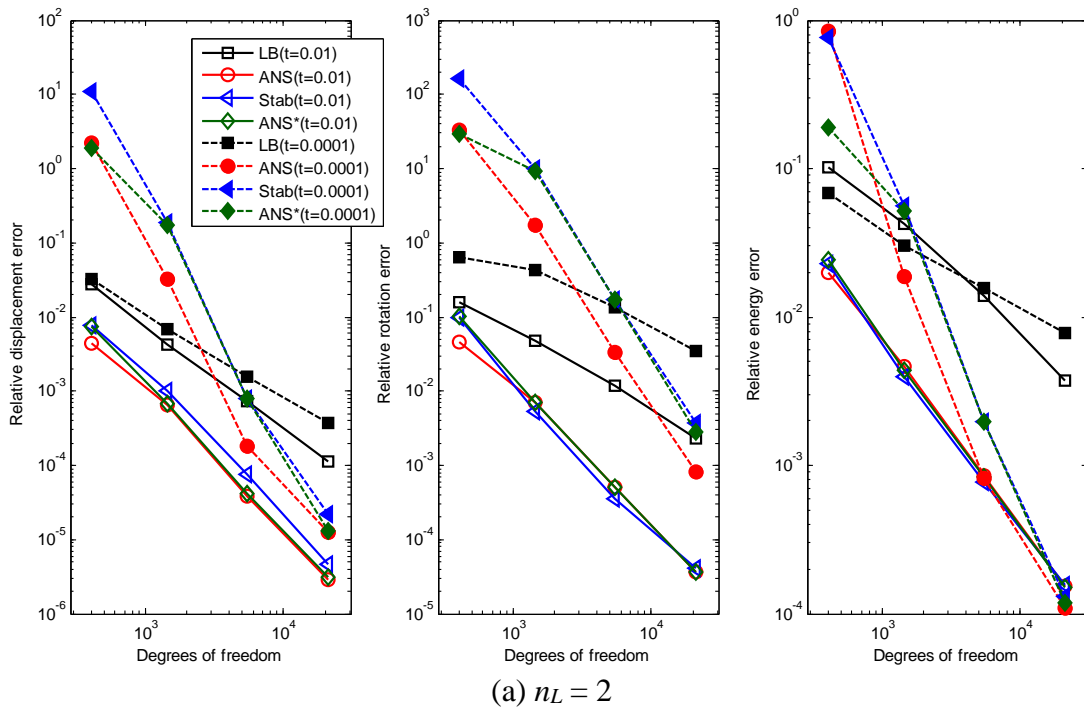 Relative displacement error
10^2
10^1
10^0
10^-1
10^-2
10^-3
10^-4
10^-5
10^-6
10^3
10^4
Degrees of freedom
LB(t=0.01)
ANS(t=0.01)
Stab(t=0.01)
ANS*(t=0.01)
LB(t=0.0001)
ANS(t=0.0001)
Stab(t=0.0001)
ANS*(t=0.0001)
Relative rotation error
10^3
10^2
10^1
10^0
10^-1
10^-2
10^-3
10^-4
10^-5
10^3
10^4
Degrees of freedom
Relative energy error
10^0
10^-1
10^-2
10^-3
10^-4
10^3
10^4
Degrees of freedom
(a) n_L = 2